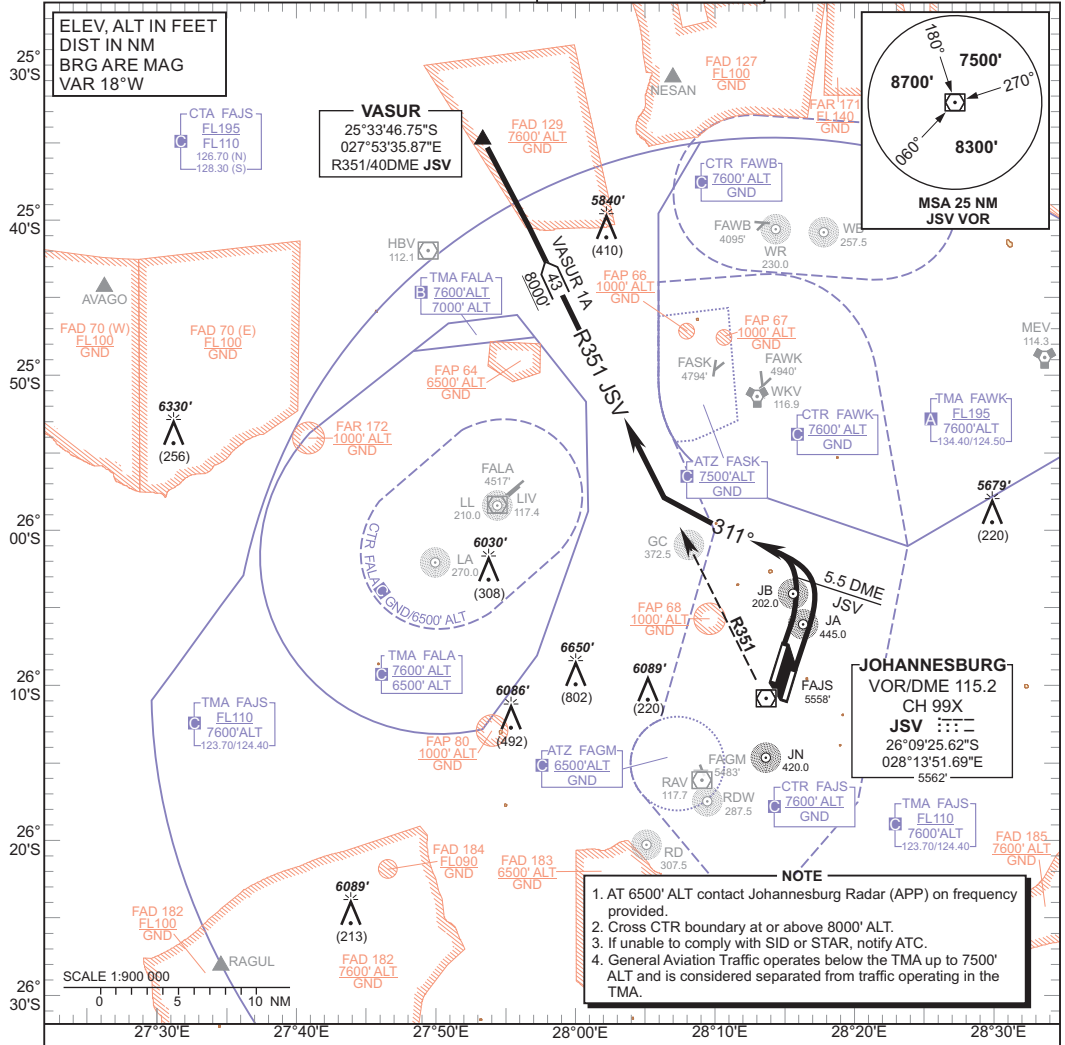 ELEV, ALT IN FEET
DIST IN NM
BRG ARE MAG
VAR 18°W
25°
30'S
25°
40'S
25°
50'S
26°
00'S
26°
10'S
26°
20'S
26°
30'S
CTA FAJS
C
FL195
FL110
126.70 (N)
128.30 (S)
VASUR
25°33'46.75"S
027°53'35.87"E
R351/40DME JSV
FAD 129
7600' ALT
GND
FAD 127
FL100
GND
NESAN
FAR 171
FL140
GND
180°
7500'
270°
8700'
060°
8300'
MSA 25 NM
JSV VOR
CTR FAWB
C
7600' ALT
GND
5840'
(410)
FAWB
4095'
WR
230.0
WB
257.5
HBV
112.1
AVAGO
FAD 70 (W)
FL100
GND
FAD 70 (E)
FL100
GND
TMA FALA
B
7600'ALT
7000' ALT
VASUR 1A
43
8000'
R351 JSV
FAP 66
1000' ALT
GND
FAP 67
1000' ALT
GND
FASK
4794'
FAWK
4940'
WKV
116.9
MEV
114.3
FAP 64
6500' ALT
GND
6330'
(256)
FAR 172
1000' ALT
GND
CTR FAWK
C
7600' ALT
GND
TMA FAWK
A
FL195
7600'ALT
134.40/124.50
ATZ FASK
C
7500'ALT
GND
FALA
4517'
LL
210.0
LIV
117.4
5679'
(220)
311°
GC
372.5
CTR FALA
C
GND/6500' ALT
LA
270.0
6030'
(308)
5.5 DME
JSV
JB
202.0
JA
445.0
FAP 68
1000' ALT
GND
R351
TMA FALA
C
7600' ALT
6500' ALT
6650'
(802)
6089'
(220)
FAJS
5558'
JOHANNESBURG
VOR/DME 115.2
CH 99X
JSV
26°09'25.62"S
028°13'51.69"E
5562'
TMA FAJS
C
FL110
7600'ALT
123.70/124.40
6086'
(492)
FAP 80
1000' ALT
GND
ATZ FAGM
C
6500'ALT
GND
FAGM
5483'
RAV
117.7
RDW
287.5
JN
420.0
CTR FAJS
C
7600' ALT
GND
TMA FAJS
C
FL110
7600'ALT
123.70/124.40
FAD 185
7600' ALT
GND
RD
307.5
FAD 184
FL090
GND
FAD 183
6500' ALT
GND
FAD 182
FL100
GND
6089'
(213)
RAGUL
FAD 182
7600' ALT
GND
NOTE
1. AT 6500' ALT contact Johannesburg Radar (APP) on frequency
provided.
2. Cross CTR boundary at or above 8000' ALT.
3. If unable to comply with SID or STAR, notify ATC.
4. General Aviation Traffic operates below the TMA up to 7500'
ALT and is considered separated from traffic operating in the
TMA.
SCALE 1:900 000
0 5 10 NM
27°30'E 27°40'E 27°50'E 28°00'E 28°10'E 28°20'E 28°30'E